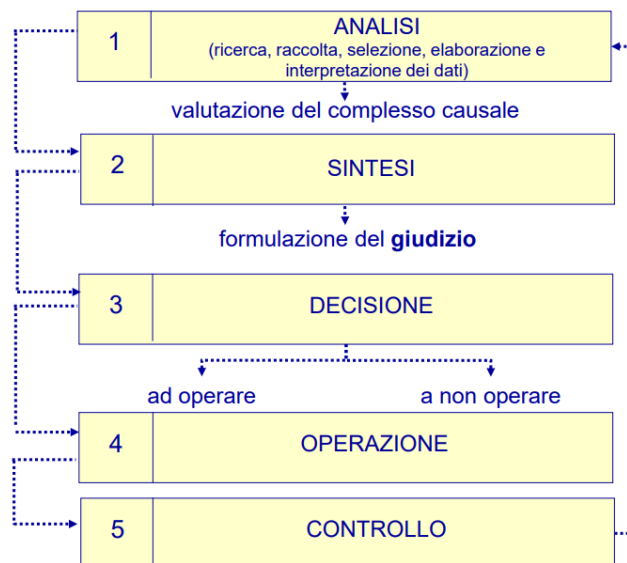 1
ANALISI
(ricerca, raccolta, selezione, elaborazione e
interpretazione dei dati)
valutazione del complesso causale
2
SINTESI
formulazione del giudizio
3
DECISIONE
ad operare
a non operare
4
OPERAZIONE
5
CONTROLLO